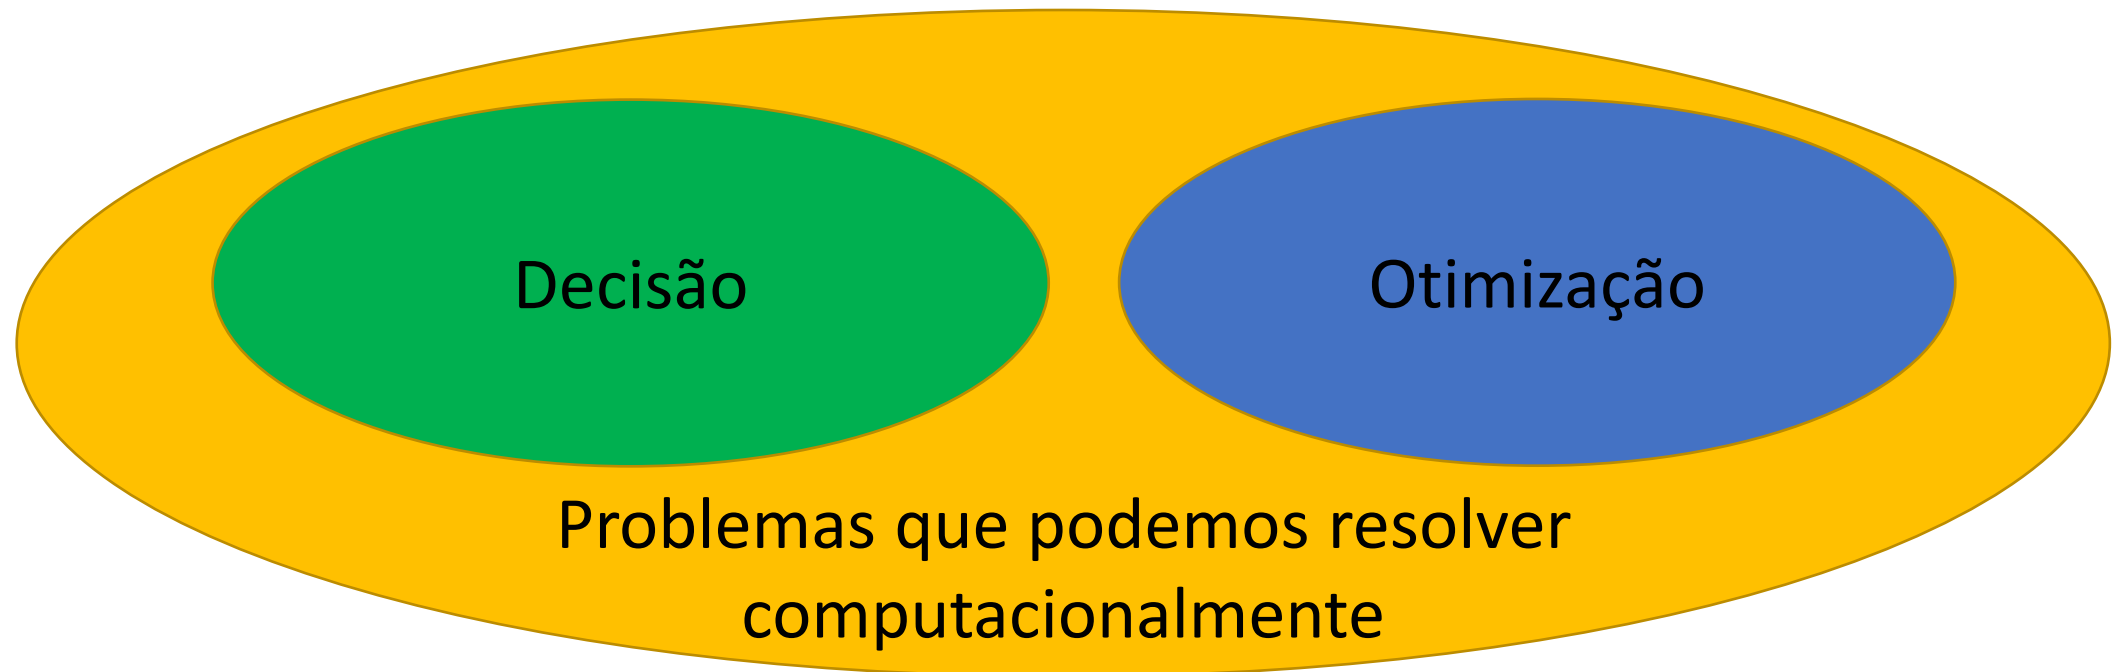 Decisão
Otimização
Problemas que podemos resolver
computacionalmente